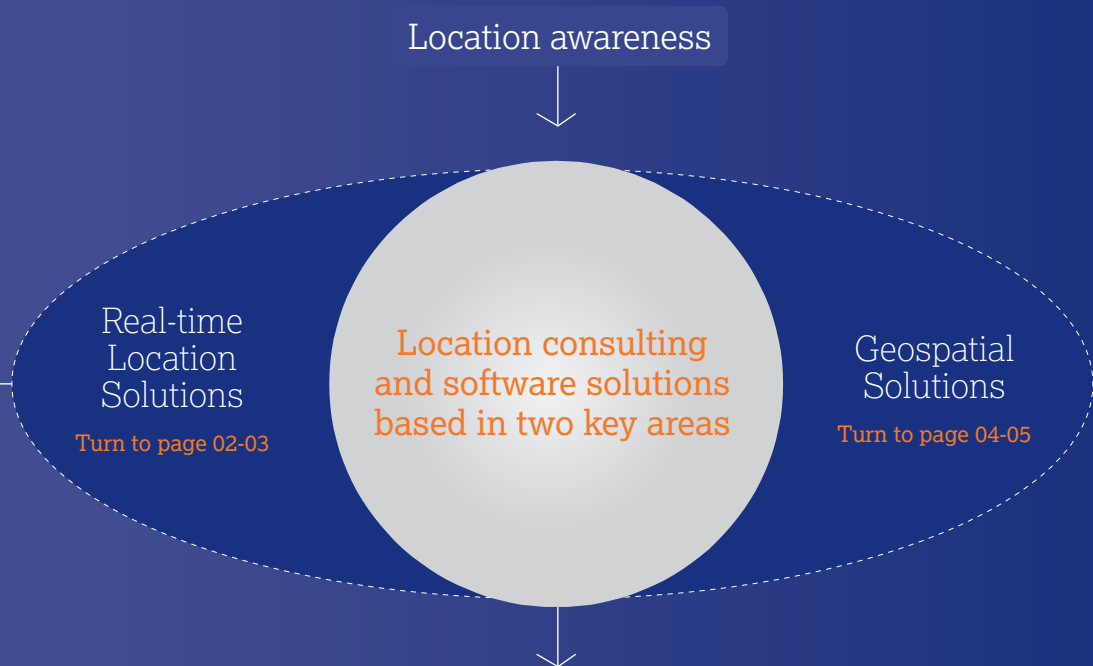 Location awareness
Real-time
Location
Solutions
Turn to page 02-03
Location consulting
and software solutions
based in two key areas
Geospatial
Solutions
Turn to page 04-05